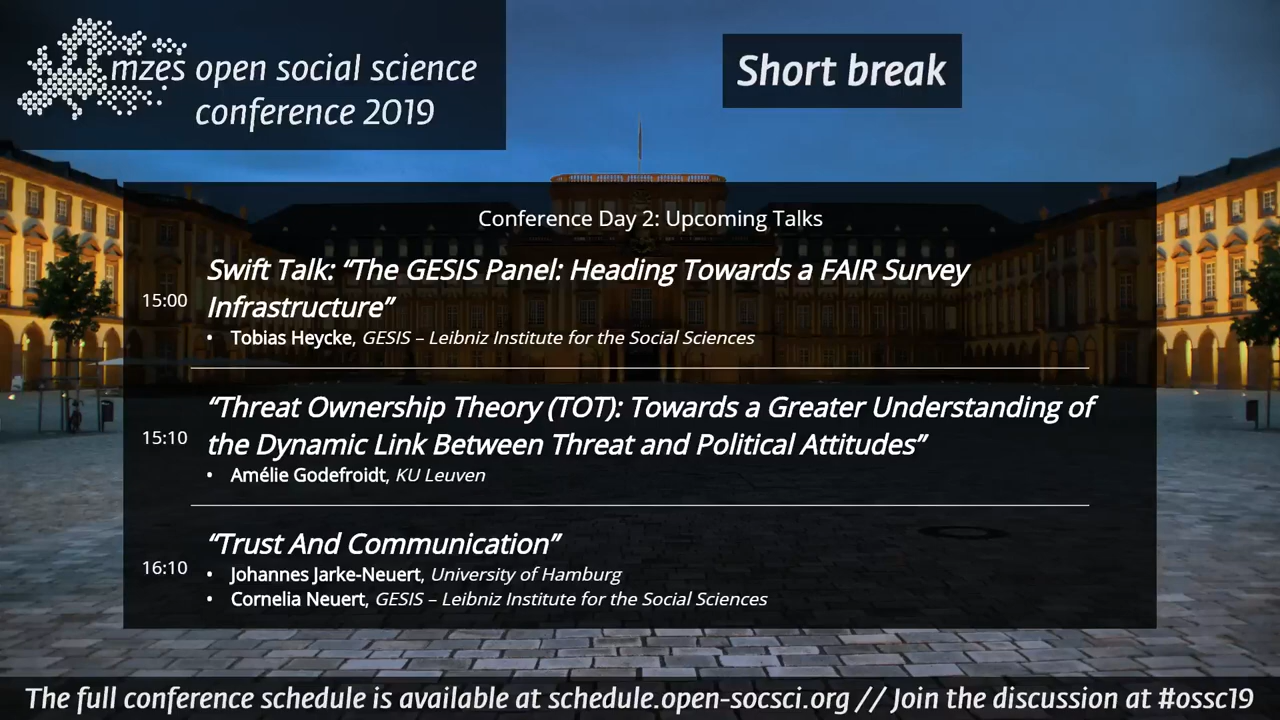 mzes open social science
conference 2019
Short break
Conference Day 2: Upcoming Talks
15:00
Swift Talk: “The GESIS Panel: Heading Towards a FAIR Survey
Infrastructure”
• Tobias Heycke, GESIS – Leibniz Institute for the Social Sciences
15:10
“Threat Ownership Theory (TOT): Towards a Greater Understanding of
the Dynamic Link Between Threat and Political Attitudes”
• Amélie Godefroidt, KU Leuven
16:10
“Trust And Communication”
• Johannes Jarke-Neuert, University of Hamburg
• Cornelia Neuert, GESIS – Leibniz Institute for the Social Sciences
The full conference schedule is available at schedule.open-socsci.org // Join the discussion at #ossc19